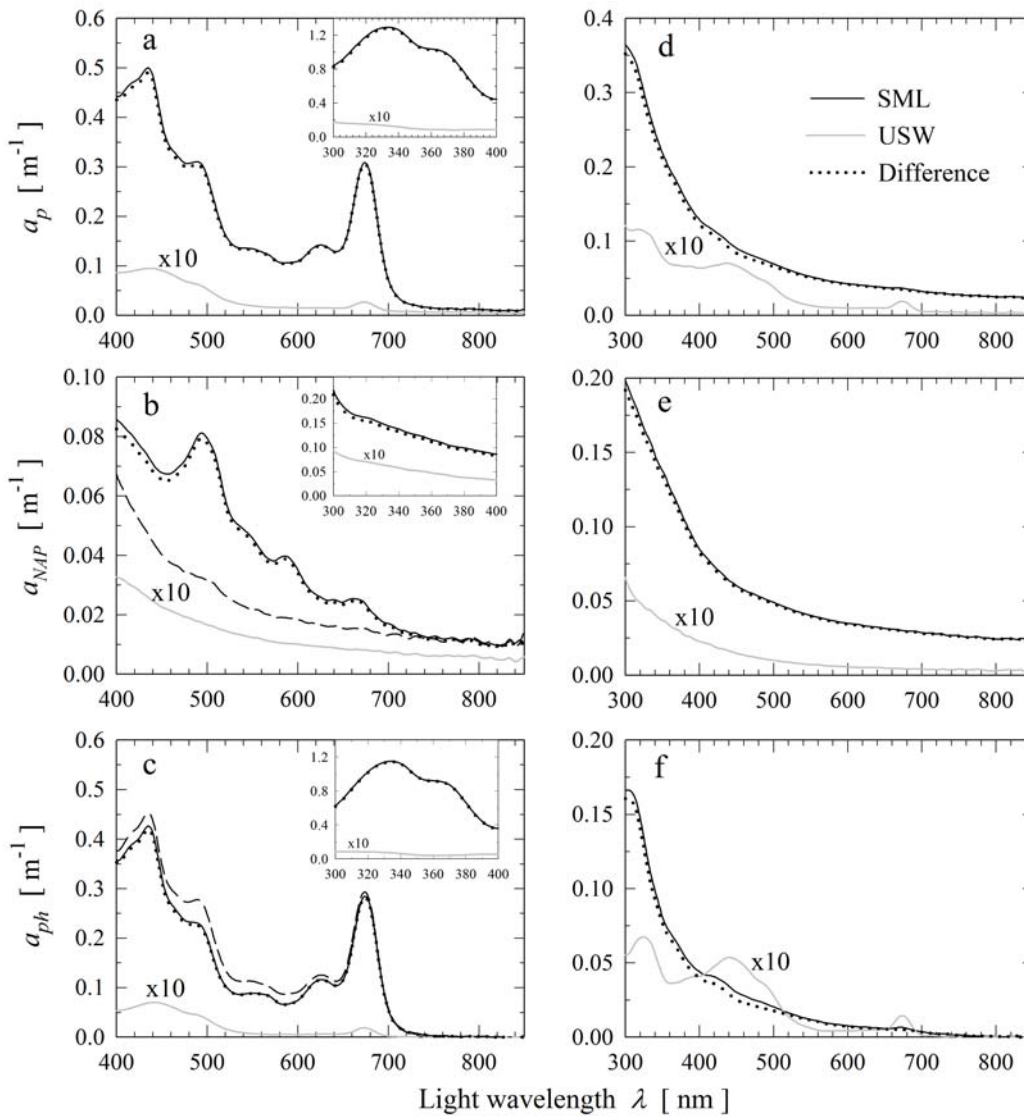 a
a_p [ m⁻¹ ]
0.6
0.5
0.4
0.3
0.2
0.1
0.0
400 500 600 700 800
x10
1.2
0.8
0.4
0.0
300 320 340 360 380 400
x10
d
0.4
0.3
0.2
0.1
0.0
300 400 500 600 700 800
x10
SML
USW
Difference
b
a_NAP [ m⁻¹ ]
0.10
0.08
0.06
0.04
0.02
0.00
400 500 600 700 800
x10
0.20
0.15
0.10
0.05
0.00
300 320 340 360 380 400
x10
e
0.20
0.15
0.10
0.05
0.00
300 400 500 600 700 800
x10
c
a_ph [ m⁻¹ ]
0.6
0.5
0.4
0.3
0.2
0.1
0.0
400 500 600 700 800
x10
1.2
0.8
0.4
0.0
300 320 340 360 380 400
x10
f
0.20
0.15
0.10
0.05
0.00
300 400 500 600 700 800
x10
Light wavelength λ [ nm ]